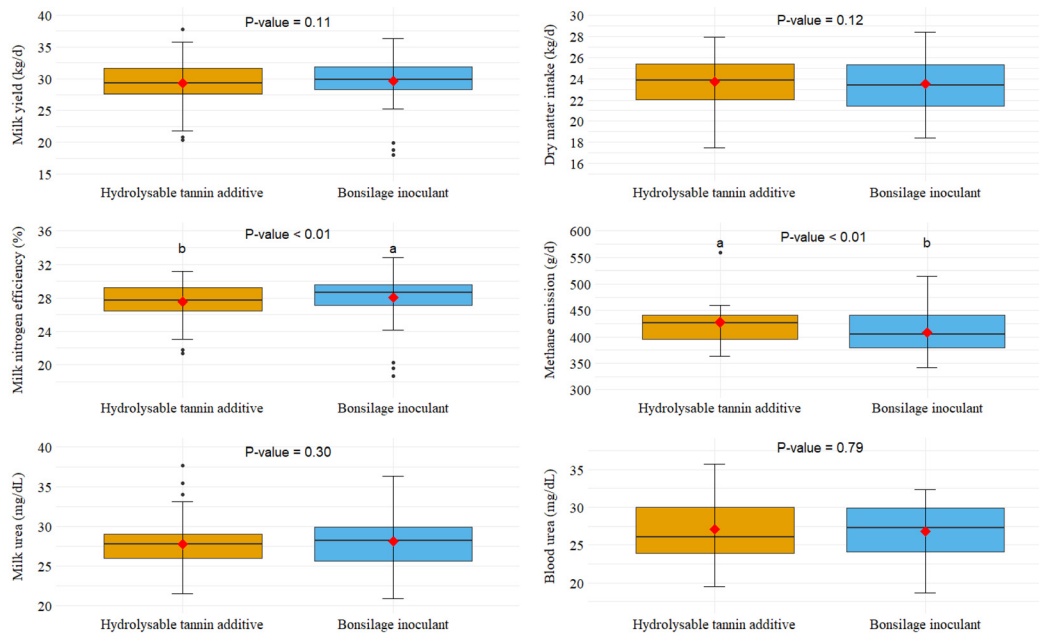 P-value = 0.11
Milk yield (kg/d)
40
35
30
25
20
15
Hydrolysable tannin additive
Bonsilage inoculant
P-value = 0.12
Dry matter intake (kg/d)
30
28
26
24
22
20
18
16
Hydrolysable tannin additive
Bonsilage inoculant
P-value < 0.01
b
a
Milk nitrogen efficiency (%)
36
32
28
24
20
Hydrolysable tannin additive
Bonsilage inoculant
P-value < 0.01
a
b
Methane emission (g/d)
600
550
500
450
400
350
300
Hydrolysable tannin additive
Bonsilage inoculant
P-value = 0.30
Milk urea (mg/dL)
40
35
30
25
20
Hydrolysable tannin additive
Bonsilage inoculant
P-value = 0.79
Blood urea (mg/dL)
35
30
25
20
Hydrolysable tannin additive
Bonsilage inoculant